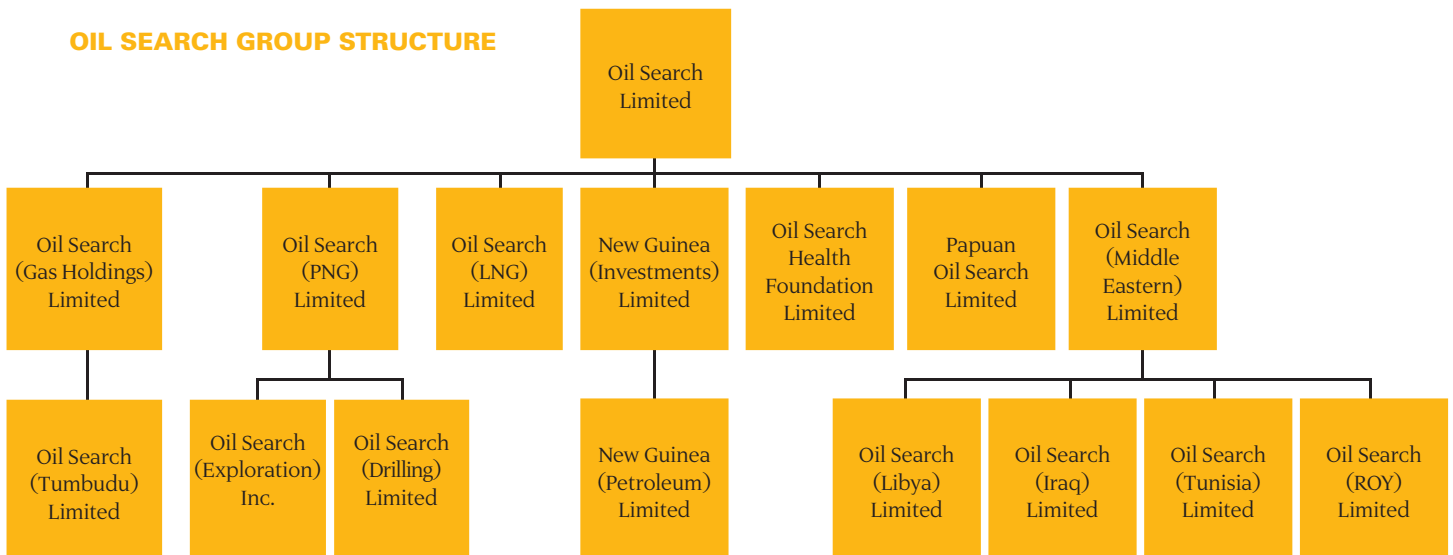 OIL SEARCH GROUP STRUCTURE
Oil Search
Limited
Oil Search
(Gas Holdings)
Limited
Oil Search
(PNG)
Limited
Oil Search
(LNG)
Limited
New Guinea
(Investments)
Limited
Oil Search
Health
Foundation
Limited
Papuan
Oil Search
Limited
Oil Search
(Middle
Eastern)
Limited
Oil Search
(Tumbudu)
Limited
Oil Search
(Exploration)
Inc.
Oil Search
(Drilling)
Limited
New Guinea
(Petroleum)
Limited
Oil Search
(Libya)
Limited
Oil Search
(Iraq)
Limited
Oil Search
(Tunisia)
Limited
Oil Search
(ROY)
Limited